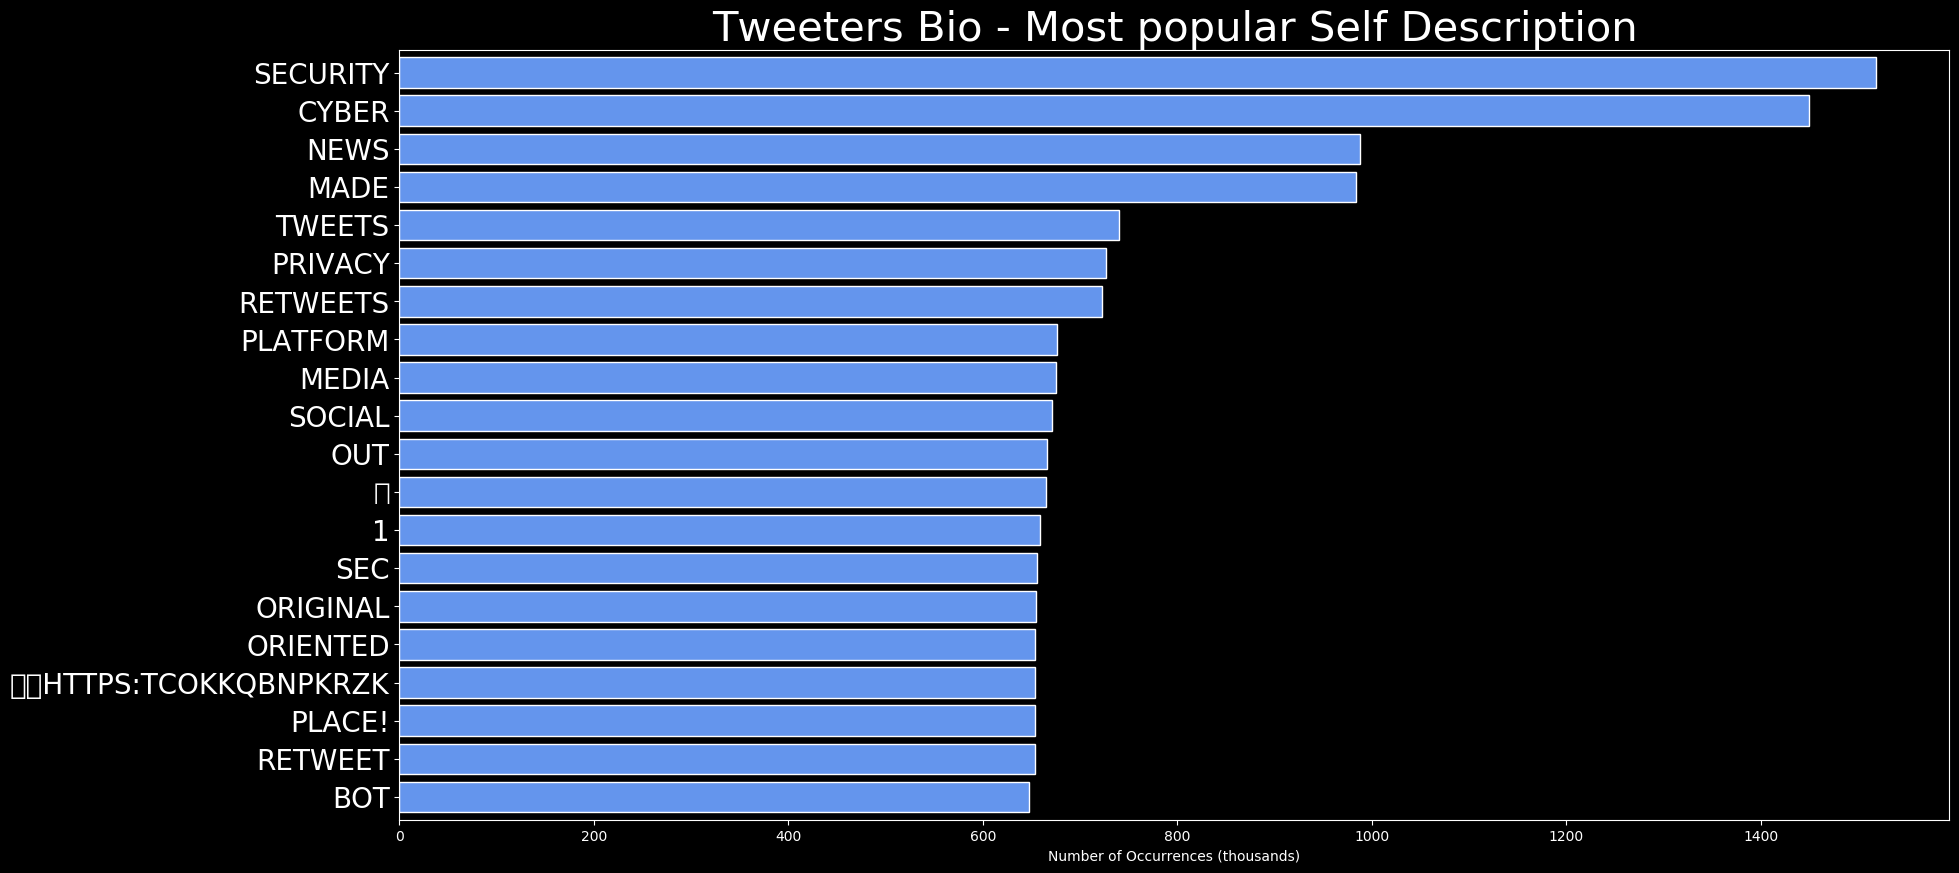 Tweeters Bio - Most popular Self Description
SECURITY
CYBER
NEWS
MADE
TWEETS
PRIVACY
RETWEETS
PLATFORM
MEDIA
SOCIAL
OUT
1
SEC
ORIGINAL
ORIENTED
HTTPS:TCOKKQBNPKRZK
PLACE!
RETWEET
BOT
0 200 400 600 800 1000 1200 1400
Number of Occurrences (thousands)